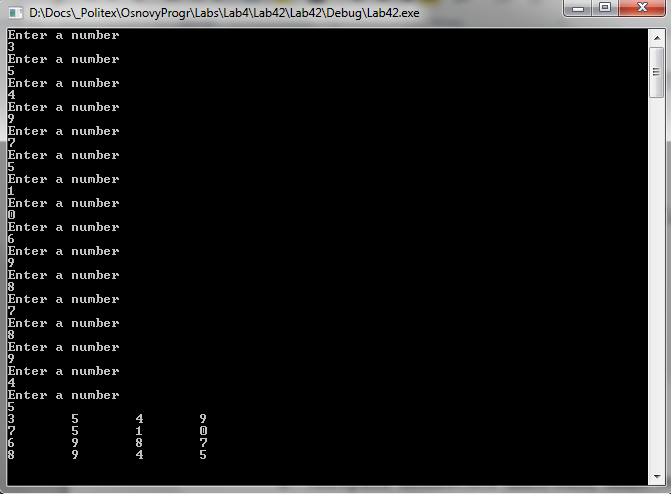 D:\Docs\_Politex\OsnovyProgr\Labs\Lab4\Lab42\Lab42\Debug\Lab42.exe
Enter a number
3
Enter a number
5
Enter a number
4
Enter a number
9
Enter a number
7
Enter a number
5
Enter a number
1
Enter a number
0
Enter a number
6
Enter a number
9
Enter a number
8
Enter a number
7
Enter a number
8
Enter a number
9
Enter a number
4
Enter a number
5
3 5 4 9
7 5 1 0
6 9 8 7
8 9 4 5